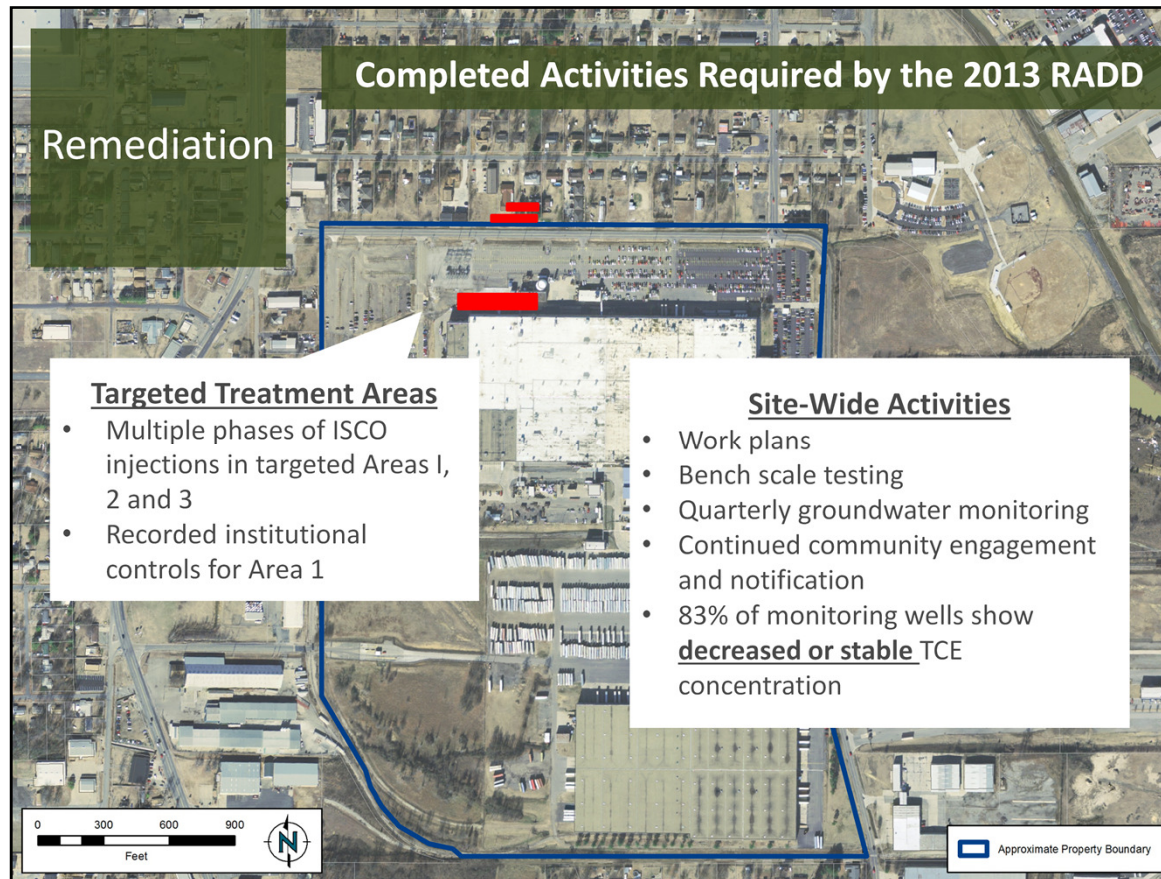 Completed Activities Required by the 2013 RADD
Remediation
Targeted Treatment Areas
• Multiple phases of ISCO
injections in targeted Areas I,
2 and 3
• Recorded institutional
controls for Area 1
Site-Wide Activities
• Work plans
• Bench scale testing
• Quarterly groundwater monitoring
• Continued community engagement
and notification
• 83% of monitoring wells show
decreased or stable TCE
concentration
0 300 600 900
Feet
N
Approximate Property Boundary